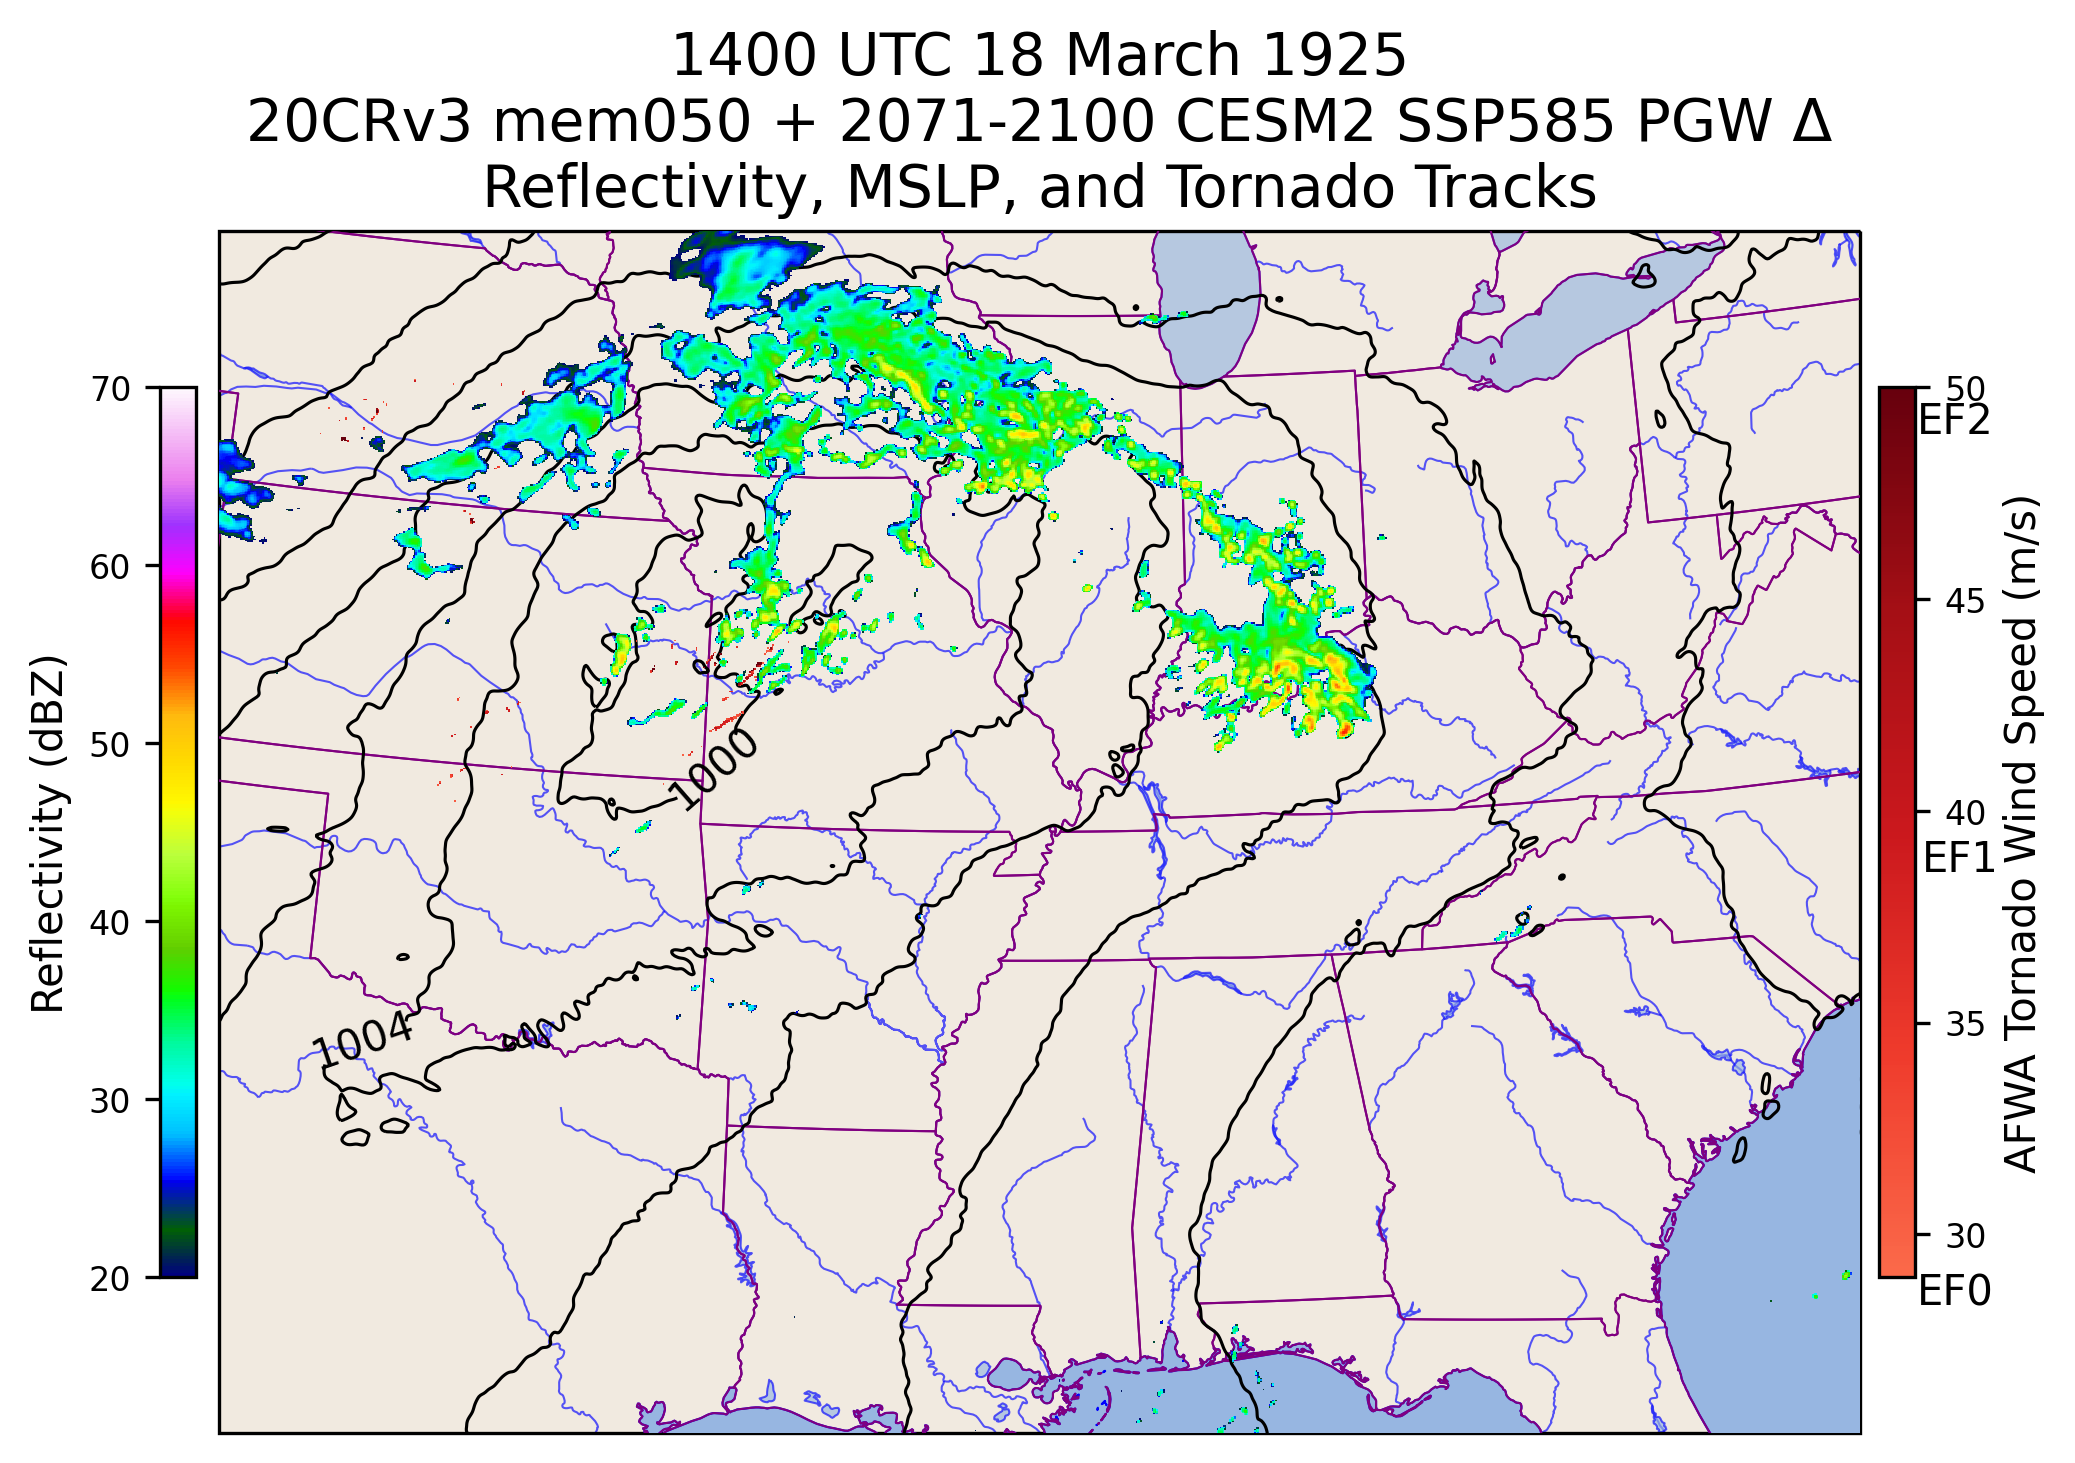 1400 UTC 18 March 1925
20CRv3 mem050 + 2071-2100 CESM2 SSP585 PGW Δ
Reflectivity, MSLP, and Tornado Tracks
Reflectivity (dBZ)
70
60
50
40
30
20
1000
1004
50
EF2
45
40
EF1
35
30
EF0
AFWA Tornado Wind Speed (m/s)